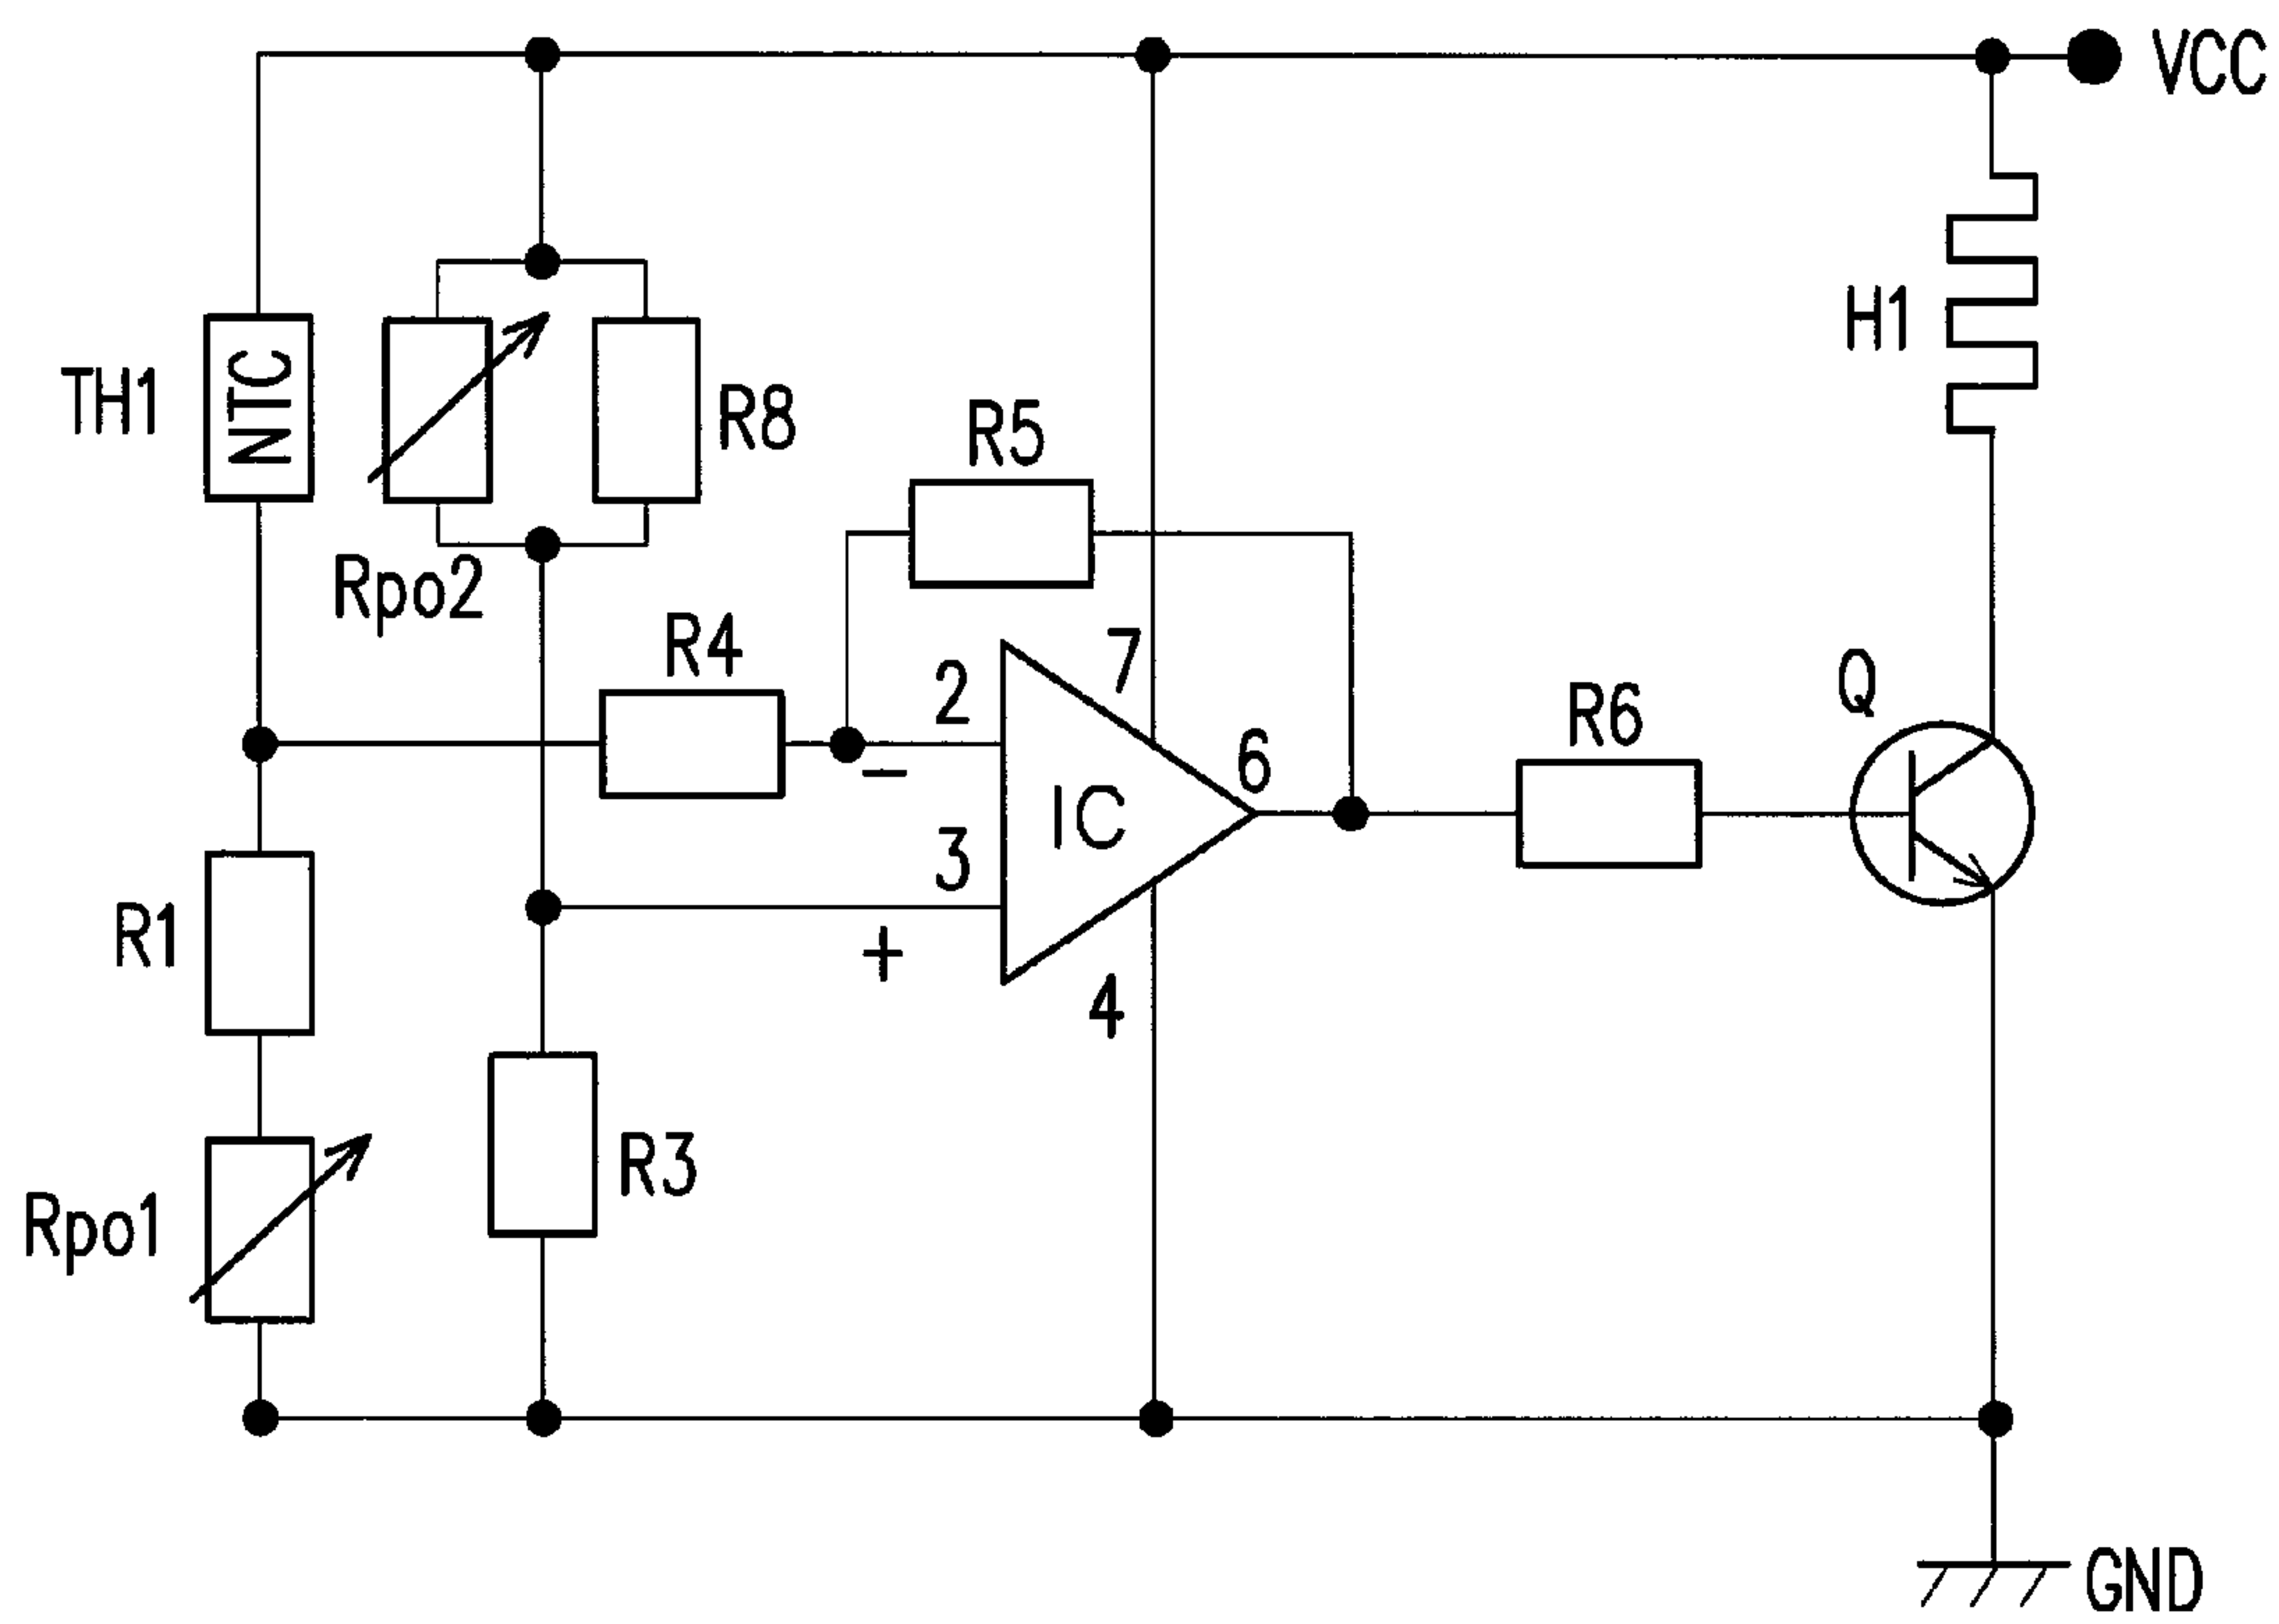 VCC
H1
TH1
NTC
R8
R5
Rpo2
R4
7
2
Q
R6
6
−
IC
3
R1
+
4
R3
Rpo1
GND